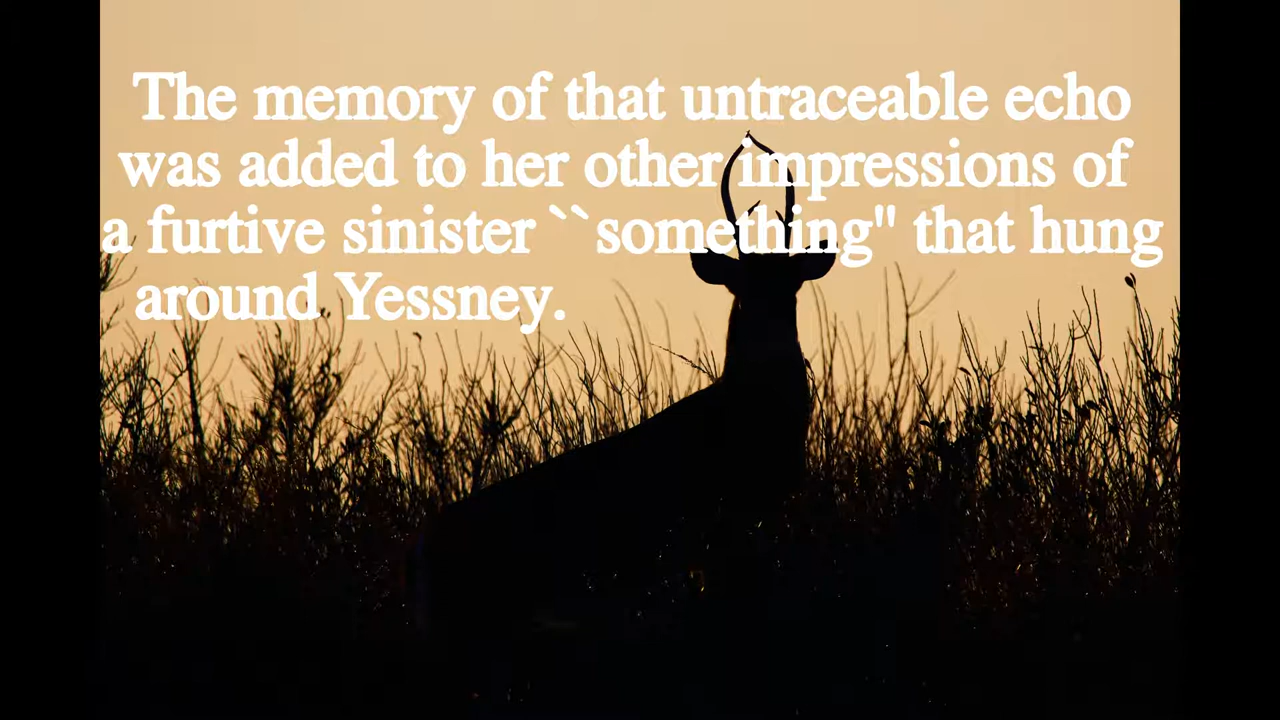 The memory of that untraceable echo
was added to her other impressions of
a furtive sinister ``something" that hung
around Yessney.